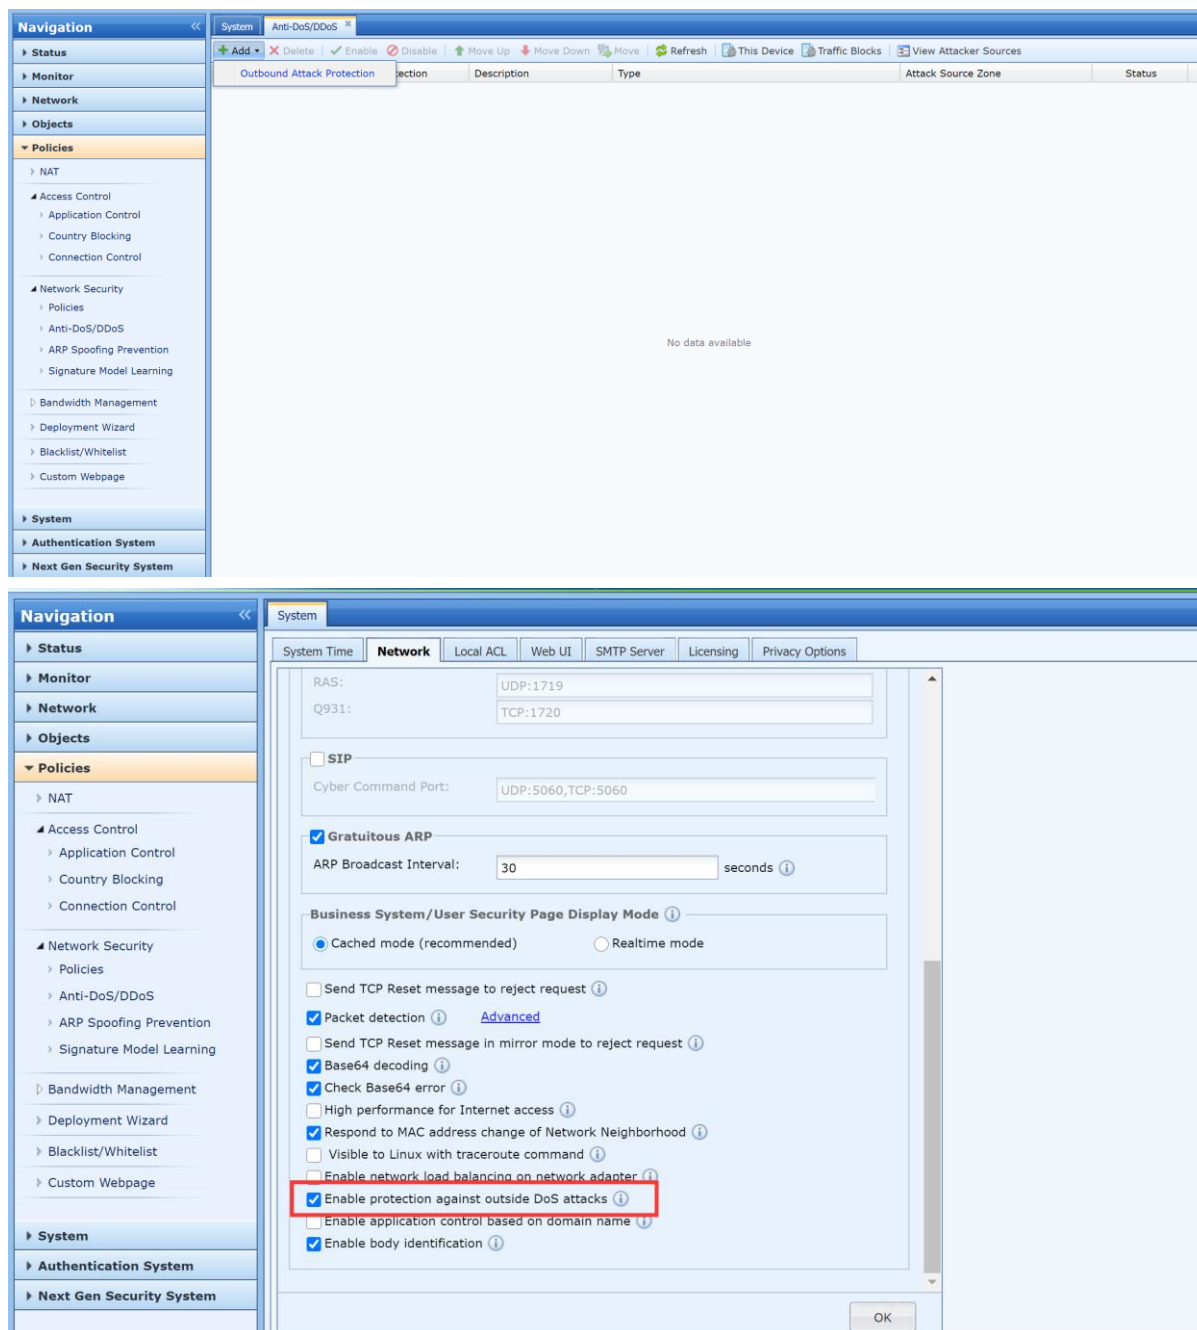 Navigation
System Anti-DoS/DDoS
Status
Add Delete Enable Disable Move Up Move Down Move Refresh This Device Traffic Blocks View Attacker Sources
Outbound Attack Protection ection Description Type Attack Source Zone Status
Monitor
Network
Objects
Policies
NAT
Access Control
Application Control
Country Blocking
Connection Control
Network Security
Policies
Anti-DoS/DDoS
No data available
ARP Spoofing Prevention
Signature Model Learning
Bandwidth Management
Deployment Wizard
Blacklist/Whitelist
Custom Webpage
System
Authentication System
Next Gen Security System
Navigation
Status
Monitor
Network
Objects
Policies
NAT
Access Control
Application Control
Country Blocking
Connection Control
Network Security
Policies
Anti-DoS/DDoS
ARP Spoofing Prevention
Signature Model Learning
Bandwidth Management
Deployment Wizard
Blacklist/Whitelist
Custom Webpage
System
Authentication System
Next Gen Security System
System
System Time Network Local ACL Web UI SMTP Server Licensing Privacy Options
RAS: UDP:1719
Q931: TCP:1720
SIP
Cyber Command Port: UDP:5060,TCP:5060
Gratuitous ARP
ARP Broadcast Interval: 30 seconds
Business System/User Security Page Display Mode
Cached mode (recommended) Realtime mode
Send TCP Reset message to reject request
Packet detection Advanced
Send TCP Reset message in mirror mode to reject request
Base64 decoding
Check Base64 error
High performance for Internet access
Respond to MAC address change of Network Neighborhood
Visible to Linux with traceroute command
Enable network load balancing on network adapter
Enable protection against outside DoS attacks
Enable application control based on domain name
Enable body identification
OK